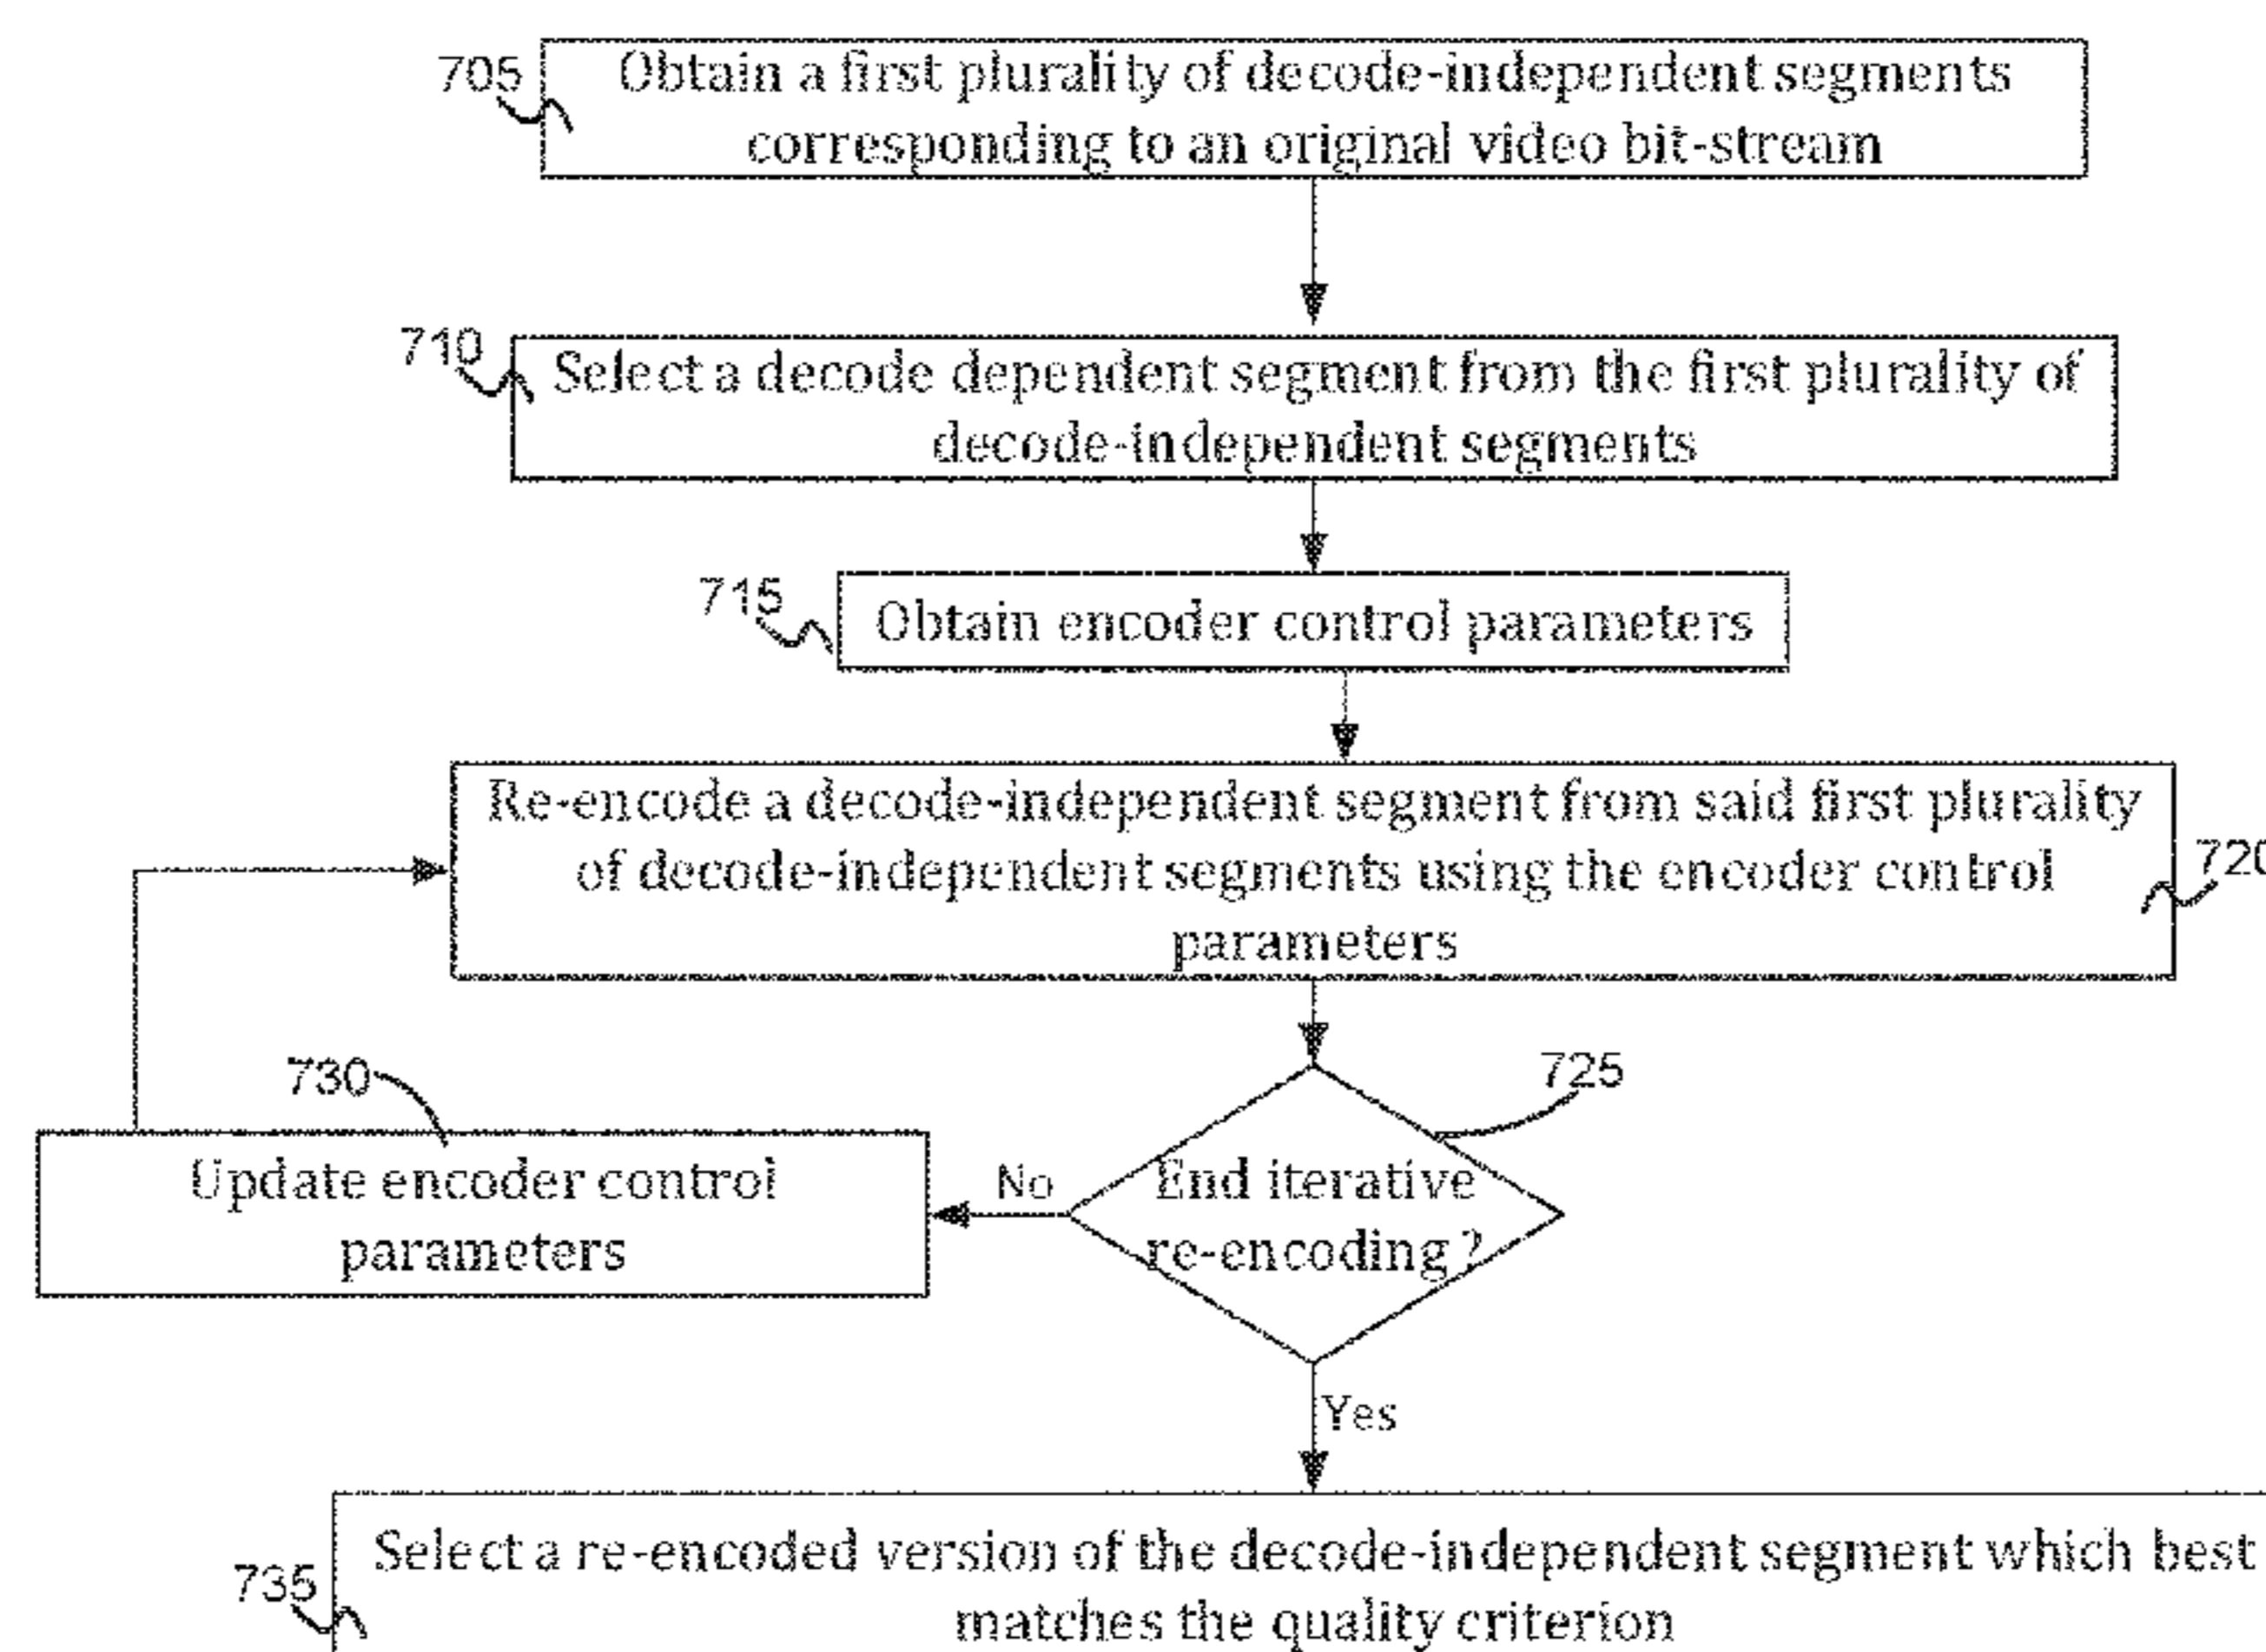 705
Obtain a first plurality of decode-independent segments
corresponding to an original video bit-stream
710
Select a decode dependent segment from the first plurality of
decode-independent segments
715
Obtain encoder control parameters
Re-encode a decode-independent segment from said first plurality
of decode-independent segments using the encoder control
parameters
720
730
725
Update encoder control
parameters
No
End iterative
re-encoding ?
Yes
735
Select a re-encoded version of the decode-independent segment which best
matches the quality criterion